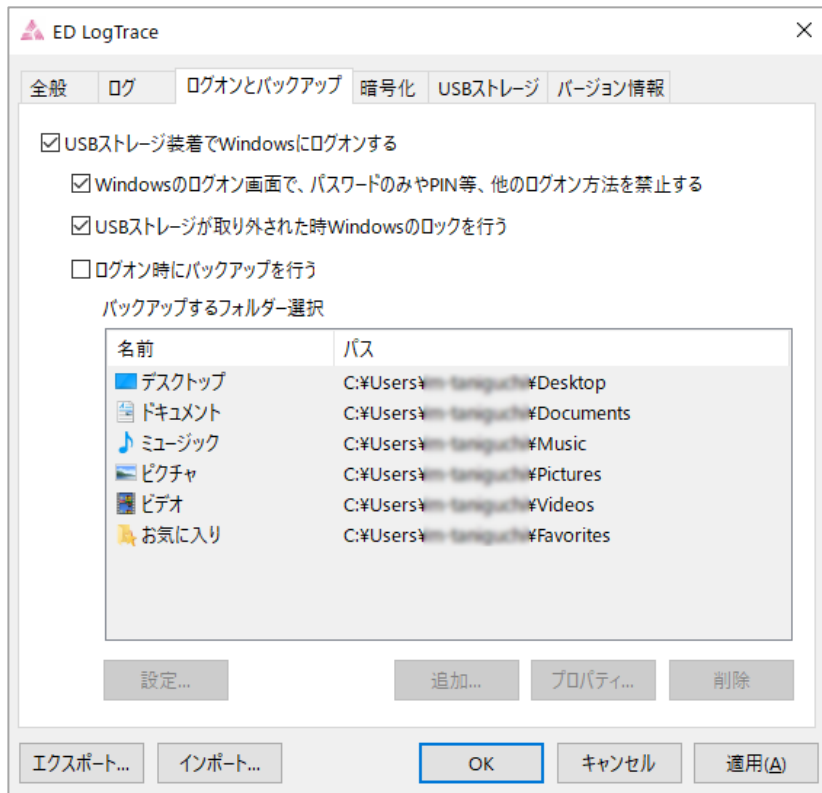 ED LogTrace
全般 ログ ログオンとバックアップ 暗号化 USBストレージ バージョン情報
USBストレージ装着でWindowsにログオンする
Windowsのログオン画面で、パスワードのみやPIN等、他のログオン方法を禁止する
USBストレージが取り外された時Windowsのロックを行う
ログオン時にバックアップを行う
バックアップするフォルダー選択
名前 パス
デスクトップ C:¥Users¥ ¥Desktop
ドキュメント C:¥Users¥ ¥Documents
ミュージック C:¥Users¥ ¥Music
ピクチャ C:¥Users¥ ¥Pictures
ビデオ C:¥Users¥ ¥Videos
お気に入り C:¥Users¥ ¥Favorites
設定... 追加... プロパティ... 削除
エクスポート... インポート... OK キャンセル 適用(A)